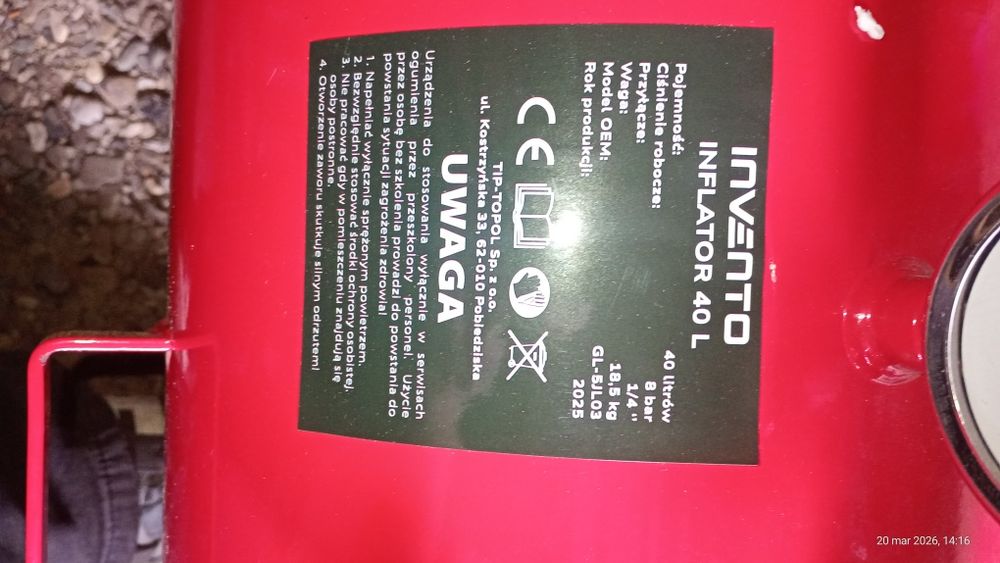 INVENTO
INFLATOR 40 L
Pojemność: 40 litrów
Ciśnienie robocze: 8 bar
Przyłącze: 1/4 "
Waga: 18,5 kg
Model OEM: GL-5JL03
Rok produkcji: 2025
CE
TIP-TOPOL Sp. z o.o.
ul. Kostrzyńska 33, 62-010 Pobiedziska
UWAGA
Urządzenia do stosowania wyłącznie w serwisach
ogumienia przez przeszkolony personel. Użycie
przez osobę bez szkolenia prowadzi do powstania do
powstania sytuacji zagrożenia zdrowia!
1. Napełniać wyłącznie sprężonym powietrzem.
2. Bezwzględnie stosować środki ochrony osobistej.
3. Nie pracować gdy w pomieszczeniu znajdują się
osoby postronne.
4. Otworzenie zaworu skutkuje silnym odrzutem!
20 mar 2026, 14:16